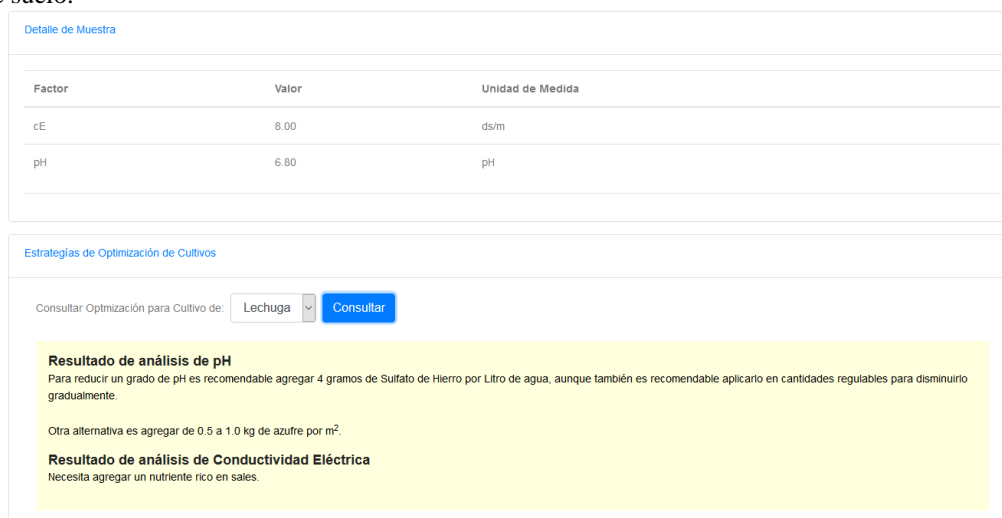 suelo.
Detalle de Muestra
Factor Valor Unidad de Medida
cE 8.00 ds/m
pH 6.80 pH
Estrategías de Optimización de Cultivos
Consultar Optmización para Cultivo de: Lechuga Consultar
Resultado de análisis de pH
Para reducir un grado de pH es recomendable agregar 4 gramos de Sulfato de Hierro por Litro de agua, aunque también es recomendable aplicarlo en cantidades regulables para disminuirlo
gradualmente.
Otra alternativa es agregar de 0.5 a 1.0 kg de azufre por m².
Resultado de análisis de Conductividad Eléctrica
Necesita agregar un nutriente rico en sales.